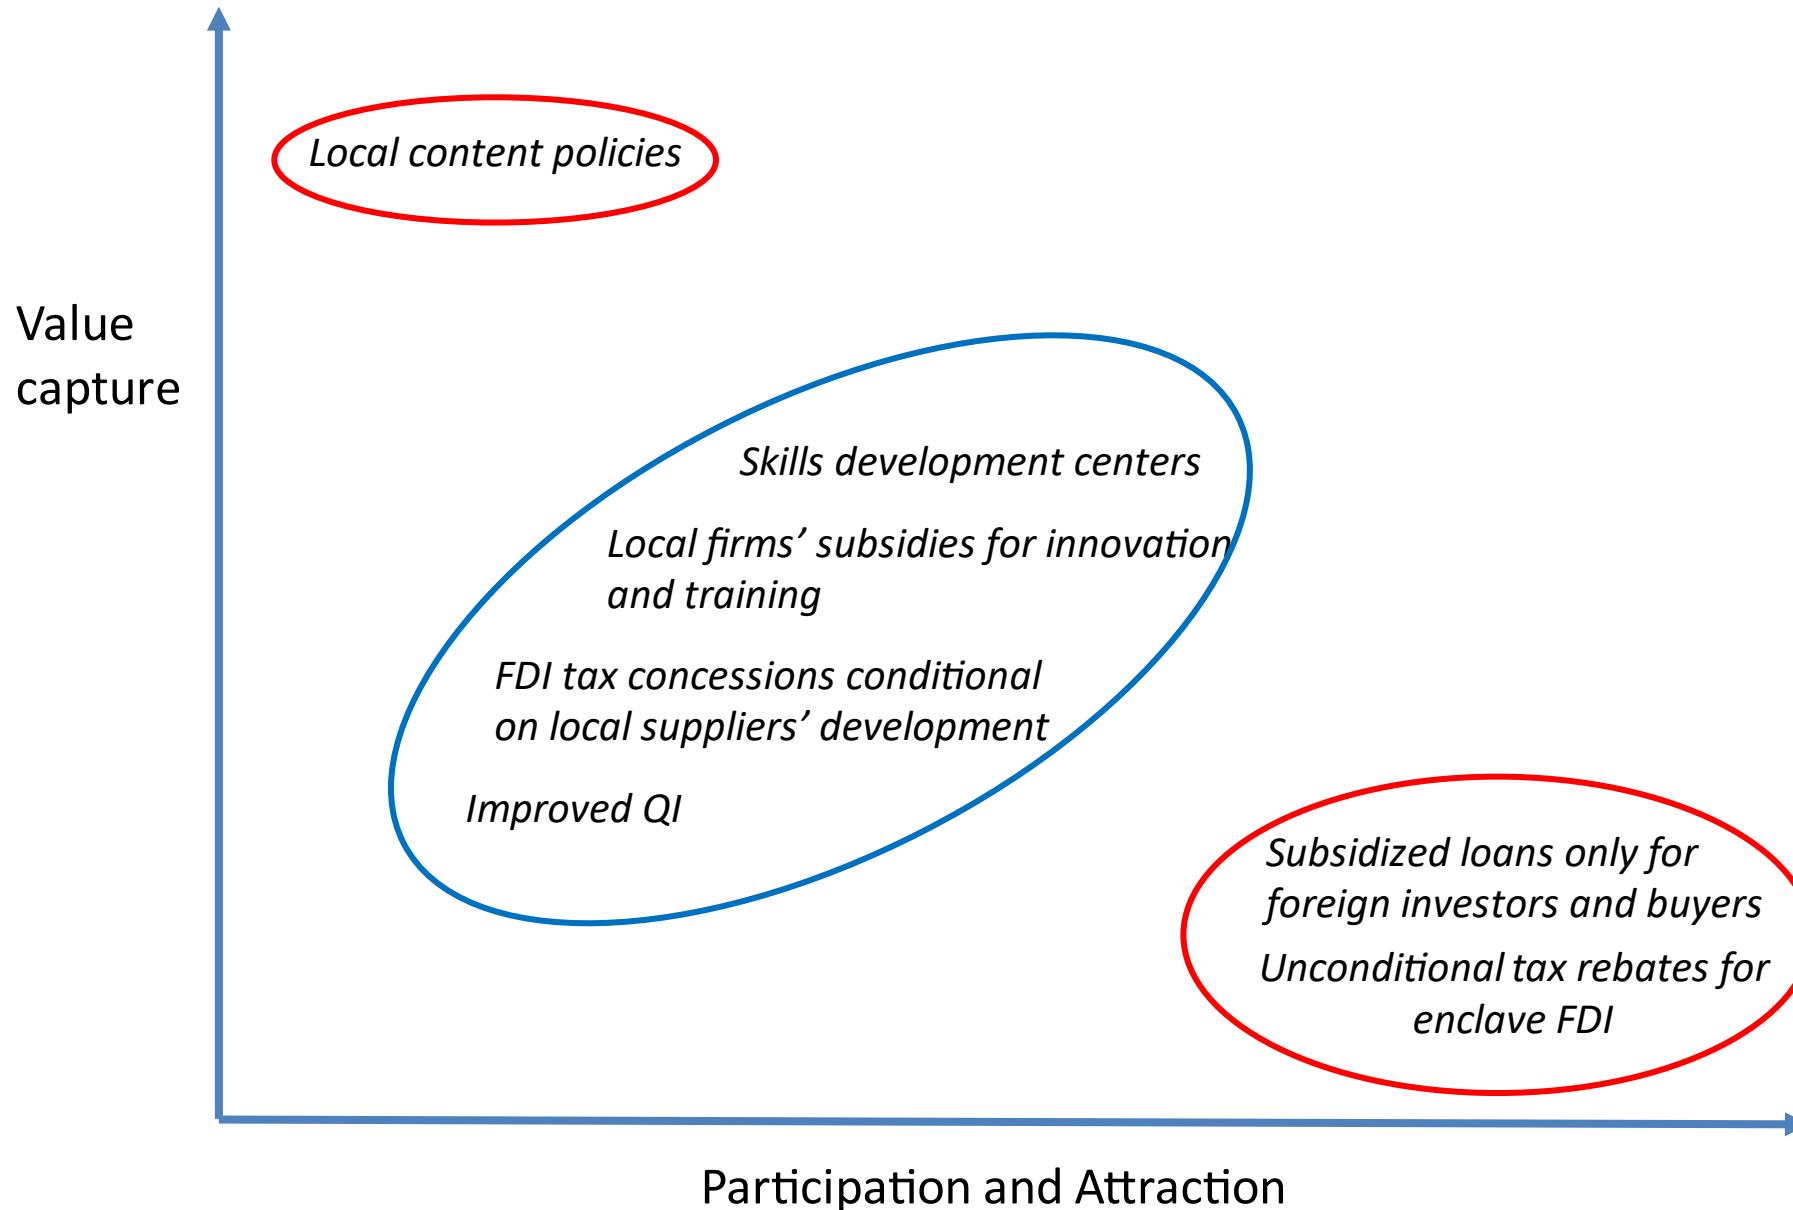 Local content policies
Value
capture
Skills development centers
Local firms’ subsidies for innovation
and training
FDI tax concessions conditional
on local suppliers’ development
Improved QI
Subsidized loans only for
foreign investors and buyers
Unconditional tax rebates for
enclave FDI
Participation and Attraction